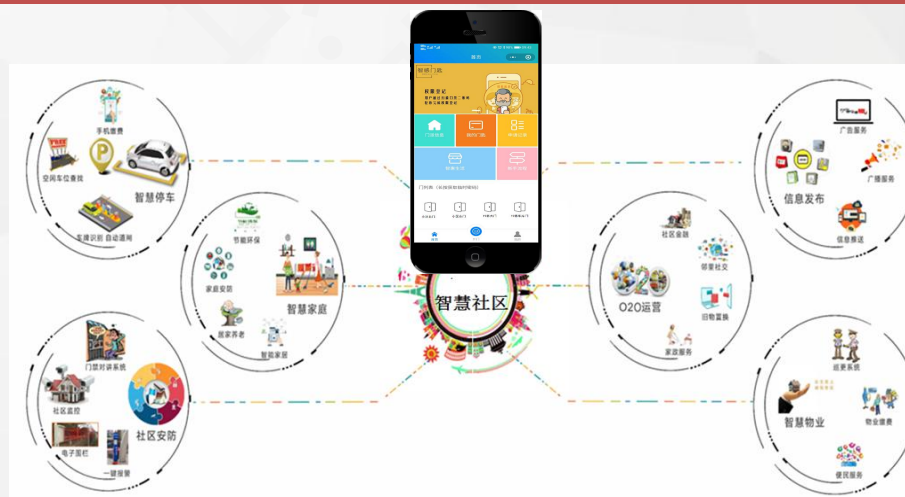 手机缴费
空闲车位查找
智慧停车
车牌识别 自动道闸
节能环保
家庭安防
智慧家庭
居家养老
智能家居
门禁对讲系统
社区监控
社区安防
电子围栏
一键报警
智慧社区
社区金融
邻里社交
O2O运营
旧物置换
家政服务
广告服务
广播服务
信息发布
信息推送
巡更系统
智慧物业
物业缴费
便民服务